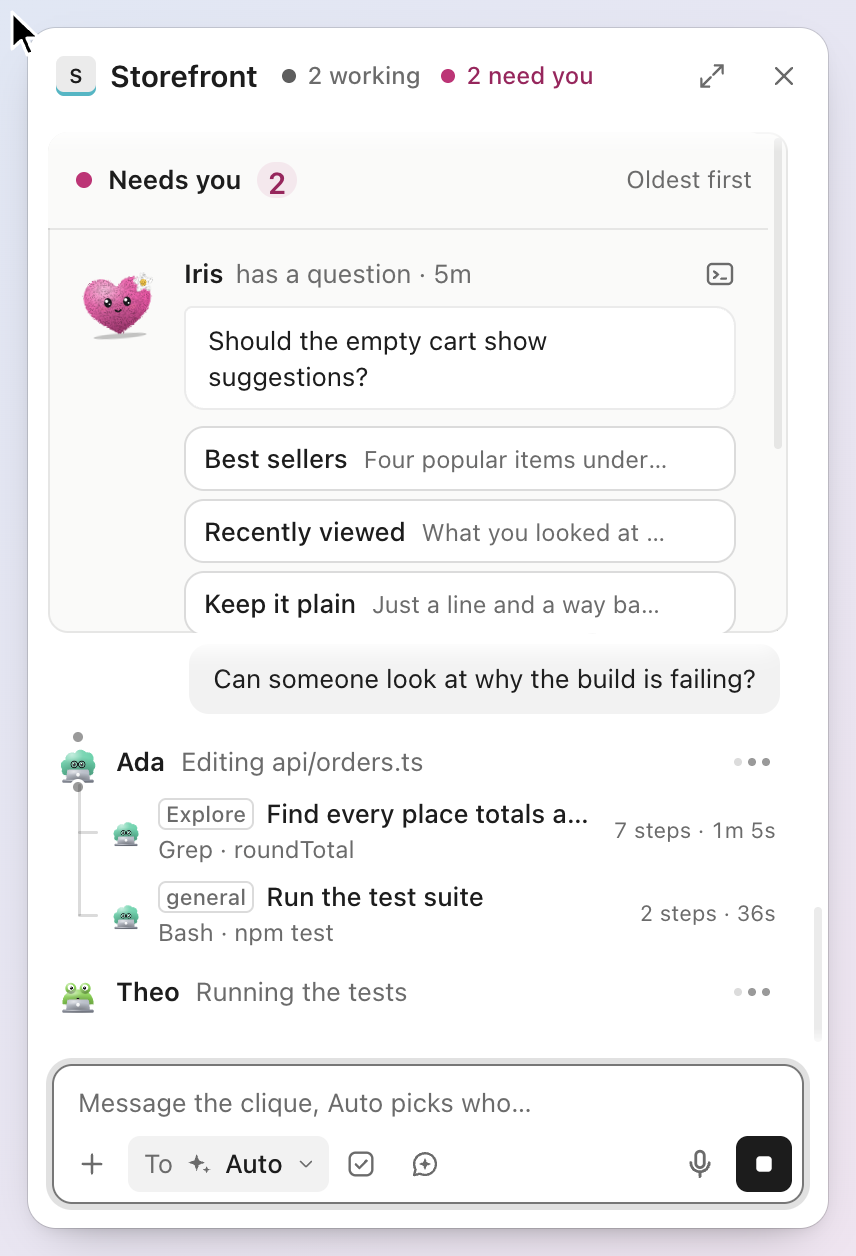 S Storefront 2 working 2 need you
Needs you 2 Oldest first
Iris has a question · 5m
Should the empty cart show
suggestions?
Best sellers Four popular items under…
Recently viewed What you looked at …
Keep it plain Just a line and a way ba…
Can someone look at why the build is failing?
Ada Editing api/orders.ts
Explore Find every place totals a… 7 steps · 1m 5s
Grep · roundTotal
general Run the test suite 2 steps · 36s
Bash · npm test
Theo Running the tests
Message the clique, Auto picks who…
To Auto